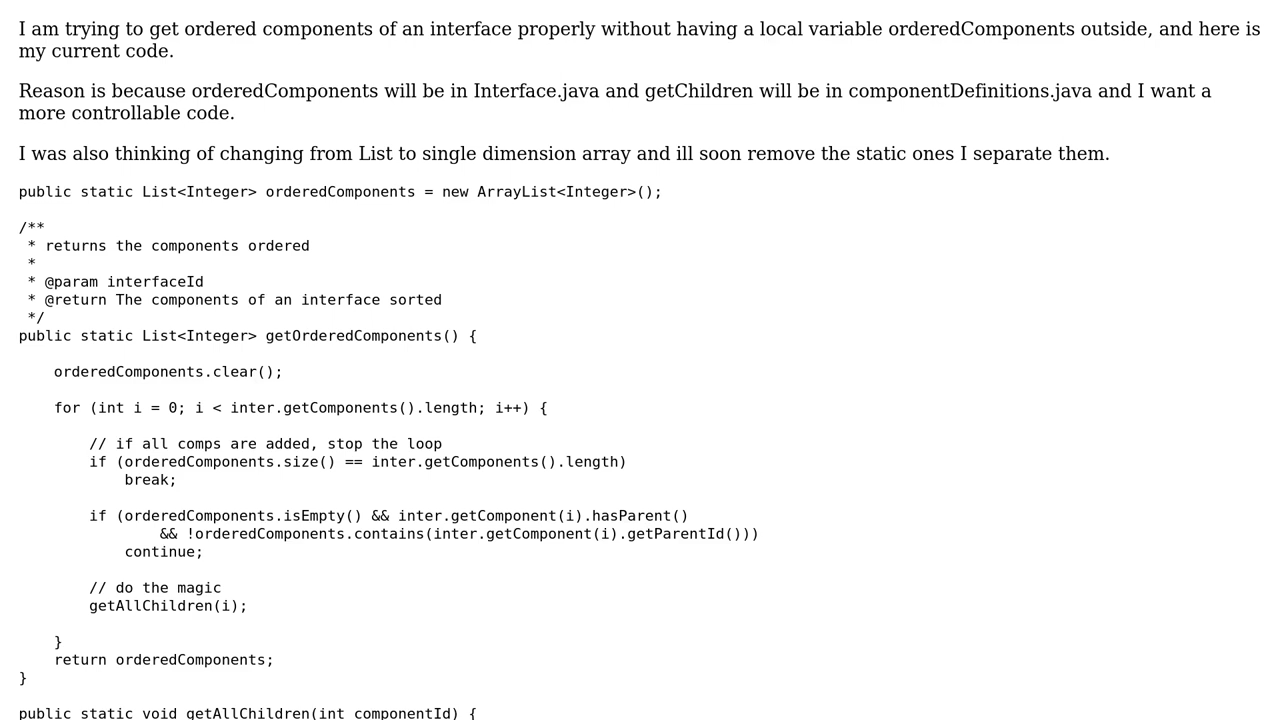 I am trying to get ordered components of an interface properly without having a local variable orderedComponents outside, and here is
my current code.
Reason is because orderedComponents will be in Interface.java and getChildren will be in componentDefinitions.java and I want a
more controllable code.
I was also thinking of changing from List to single dimension array and ill soon remove the static ones I separate them.
public static List<Integer> orderedComponents = new ArrayList<Integer>();
/**
 * returns the components ordered
 *
 * @param interfaceId
 * @return The components of an interface sorted
 */
public static List<Integer> getOrderedComponents() {
    orderedComponents.clear();
    for (int i = 0; i < inter.getComponents().length; i++) {
        // if all comps are added, stop the loop
        if (orderedComponents.size() == inter.getComponents().length)
            break;
        if (orderedComponents.isEmpty() && inter.getComponent(i).hasParent()
                && !orderedComponents.contains(inter.getComponent(i).getParentId()))
            continue;
        // do the magic
        getAllChildren(i);
    }
    return orderedComponents;
}
public static void getAllChildren(int componentId) {